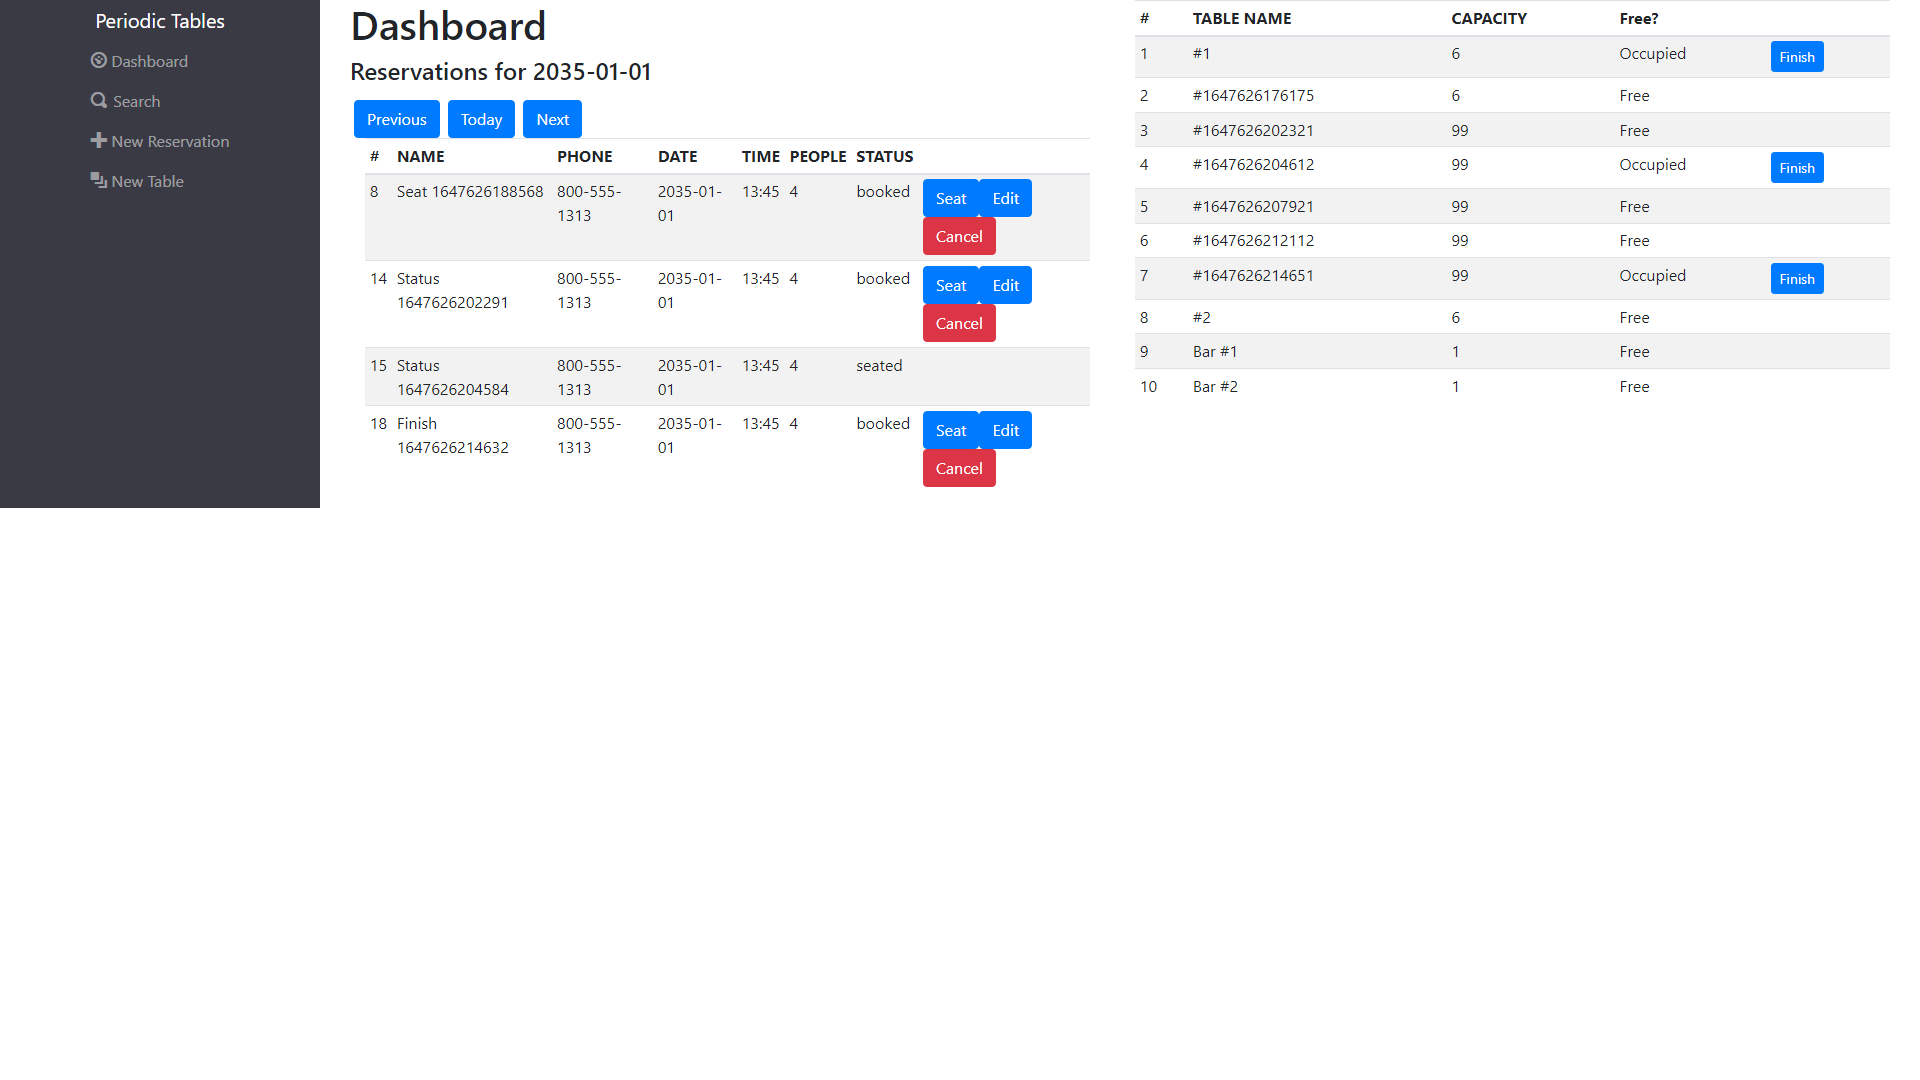 Periodic Tables
Dashboard
Search
New Reservation
New Table
Dashboard
Reservations for 2035-01-01
Previous Today Next
# NAME PHONE DATE TIME PEOPLE STATUS
8 Seat 1647626188568 800-555- 2035-01- 13:45 4 booked Seat Edit
1313 01
Cancel
14 Status 800-555- 2035-01- 13:45 4 booked Seat Edit
1647626202291 1313 01
Cancel
15 Status 800-555- 2035-01- 13:45 4 seated
1647626204584 1313 01
18 Finish 800-555- 2035-01- 13:45 4 booked Seat Edit
1647626214632 1313 01
Cancel
# TABLE NAME CAPACITY Free?
1 #1 6 Occupied Finish
2 #1647626176175 6 Free
3 #1647626202321 99 Free
4 #1647626204612 99 Occupied Finish
5 #1647626207921 99 Free
6 #1647626212112 99 Free
7 #1647626214651 99 Occupied Finish
8 #2 6 Free
9 Bar #1 1 Free
10 Bar #2 1 Free